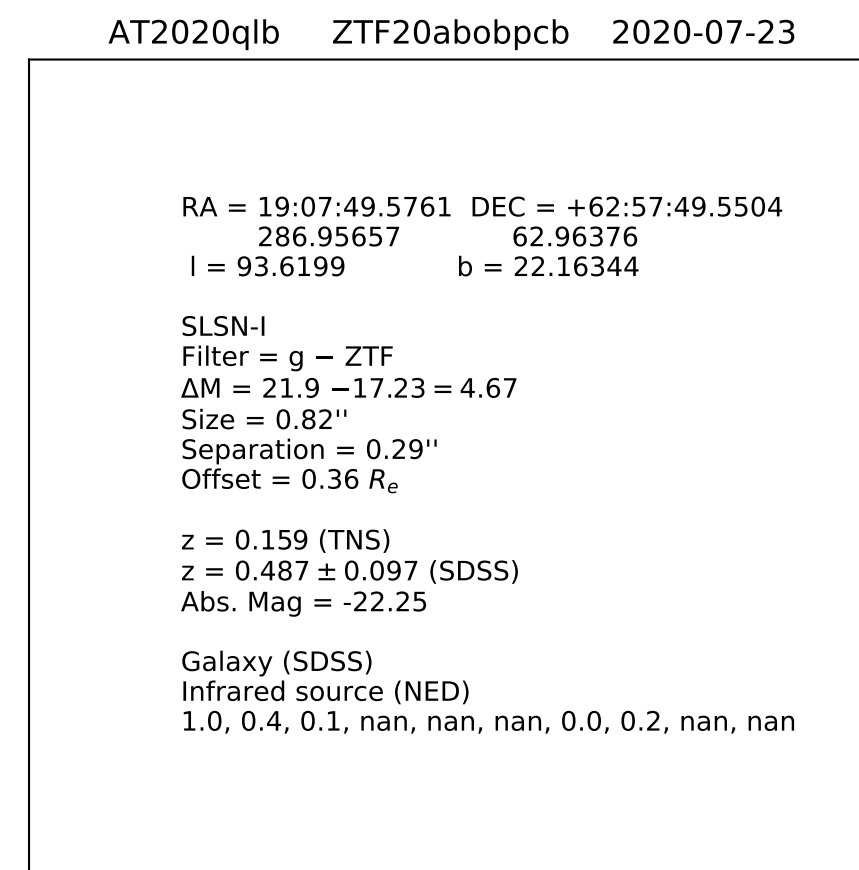 AT2020qlb ZTF20abobpcb 2020-07-23
RA = 19:07:49.5761 DEC = +62:57:49.5504
286.95657 62.96376
l = 93.6199 b = 22.16344
SLSN-I
Filter = g − ZTF
ΔM = 21.9 −17.23 = 4.67
Size = 0.82''
Separation = 0.29''
Offset = 0.36 Re
z = 0.159 (TNS)
z = 0.487 ± 0.097 (SDSS)
Abs. Mag = -22.25
Galaxy (SDSS)
Infrared source (NED)
1.0, 0.4, 0.1, nan, nan, nan, 0.0, 0.2, nan, nan